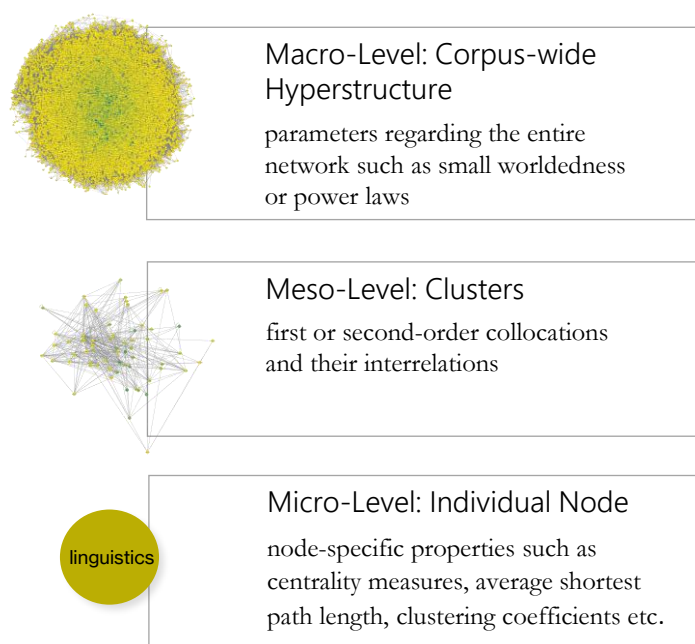 Macro-Level: Corpus-wide
Hyperstructure
parameters regarding the entire
network such as small worldedness
or power laws
Meso-Level: Clusters
first or second-order collocations
and their interrelations
Micro-Level: Individual Node
linguistics
node-specific properties such as
centrality measures, average shortest
path length, clustering coefficients etc.